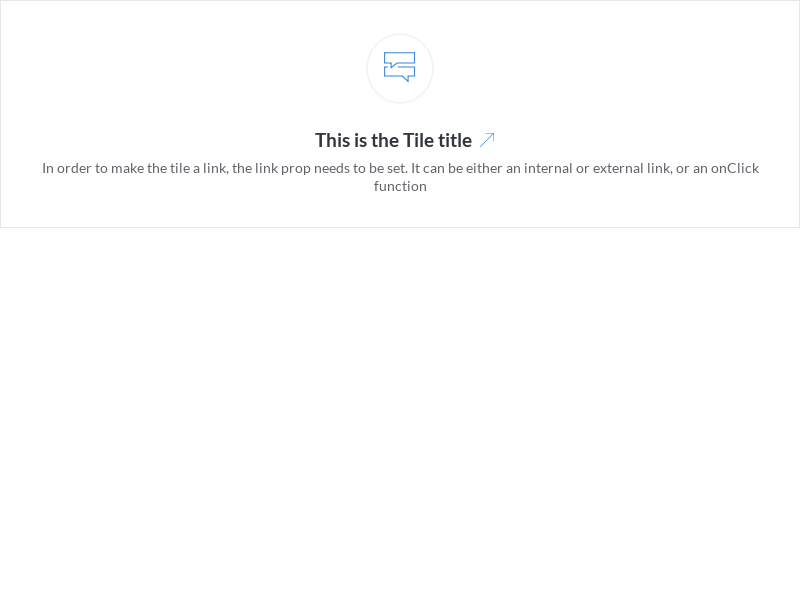 This is the Tile title
In order to make the tile a link, the link prop needs to be set. It can be either an internal or external link, or an onClick
function